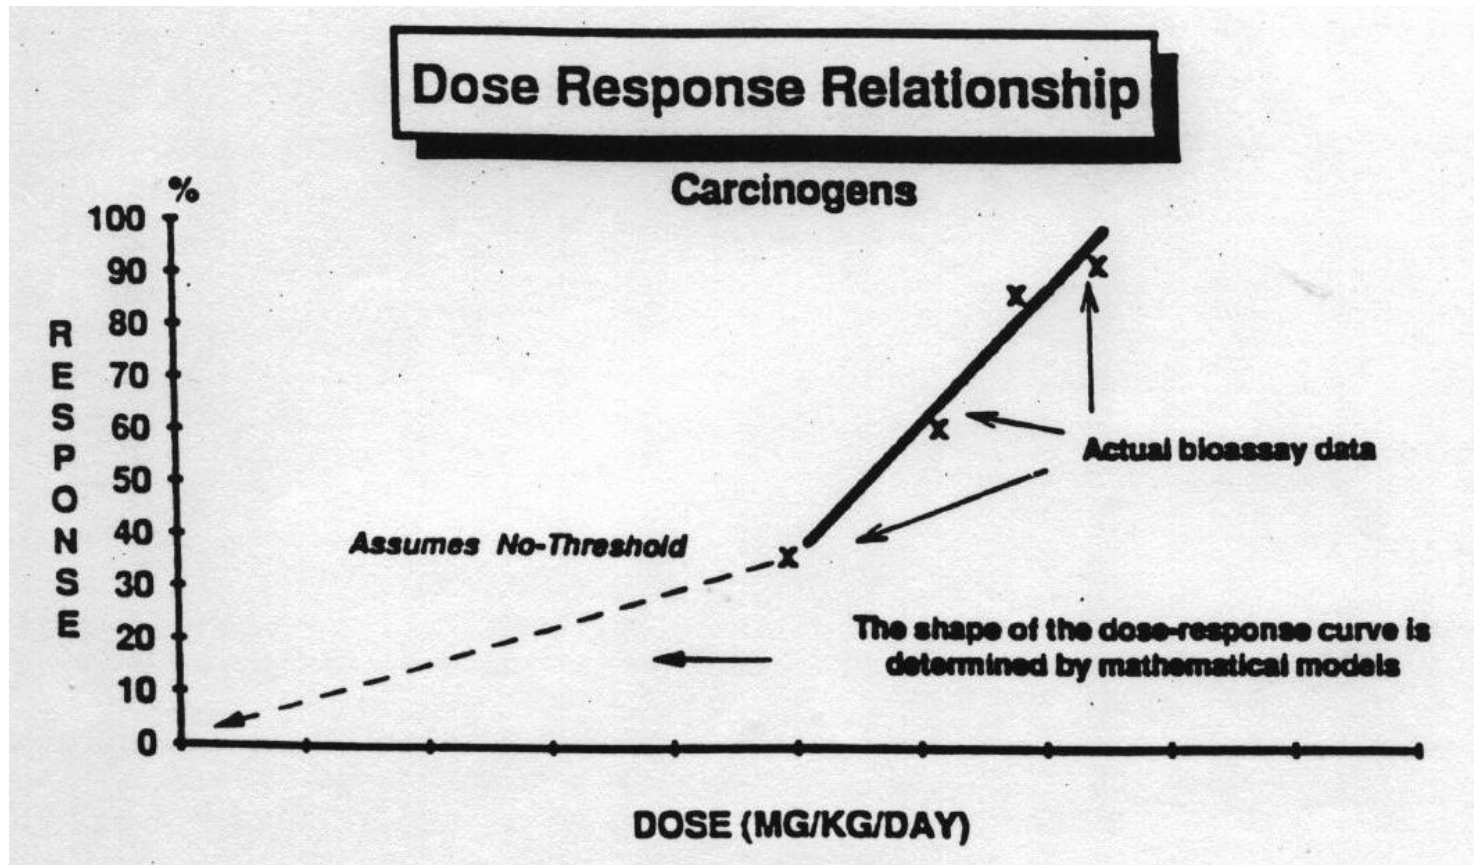 Dose Response Relationship
Carcinogens
%
100
90
80
70
60
50
40
30
20
10
0
RESPONSE
Actual bioassay data
Assumes No-Threshold
The shape of the dose-response curve is
determined by mathematical models
DOSE (MG/KG/DAY)